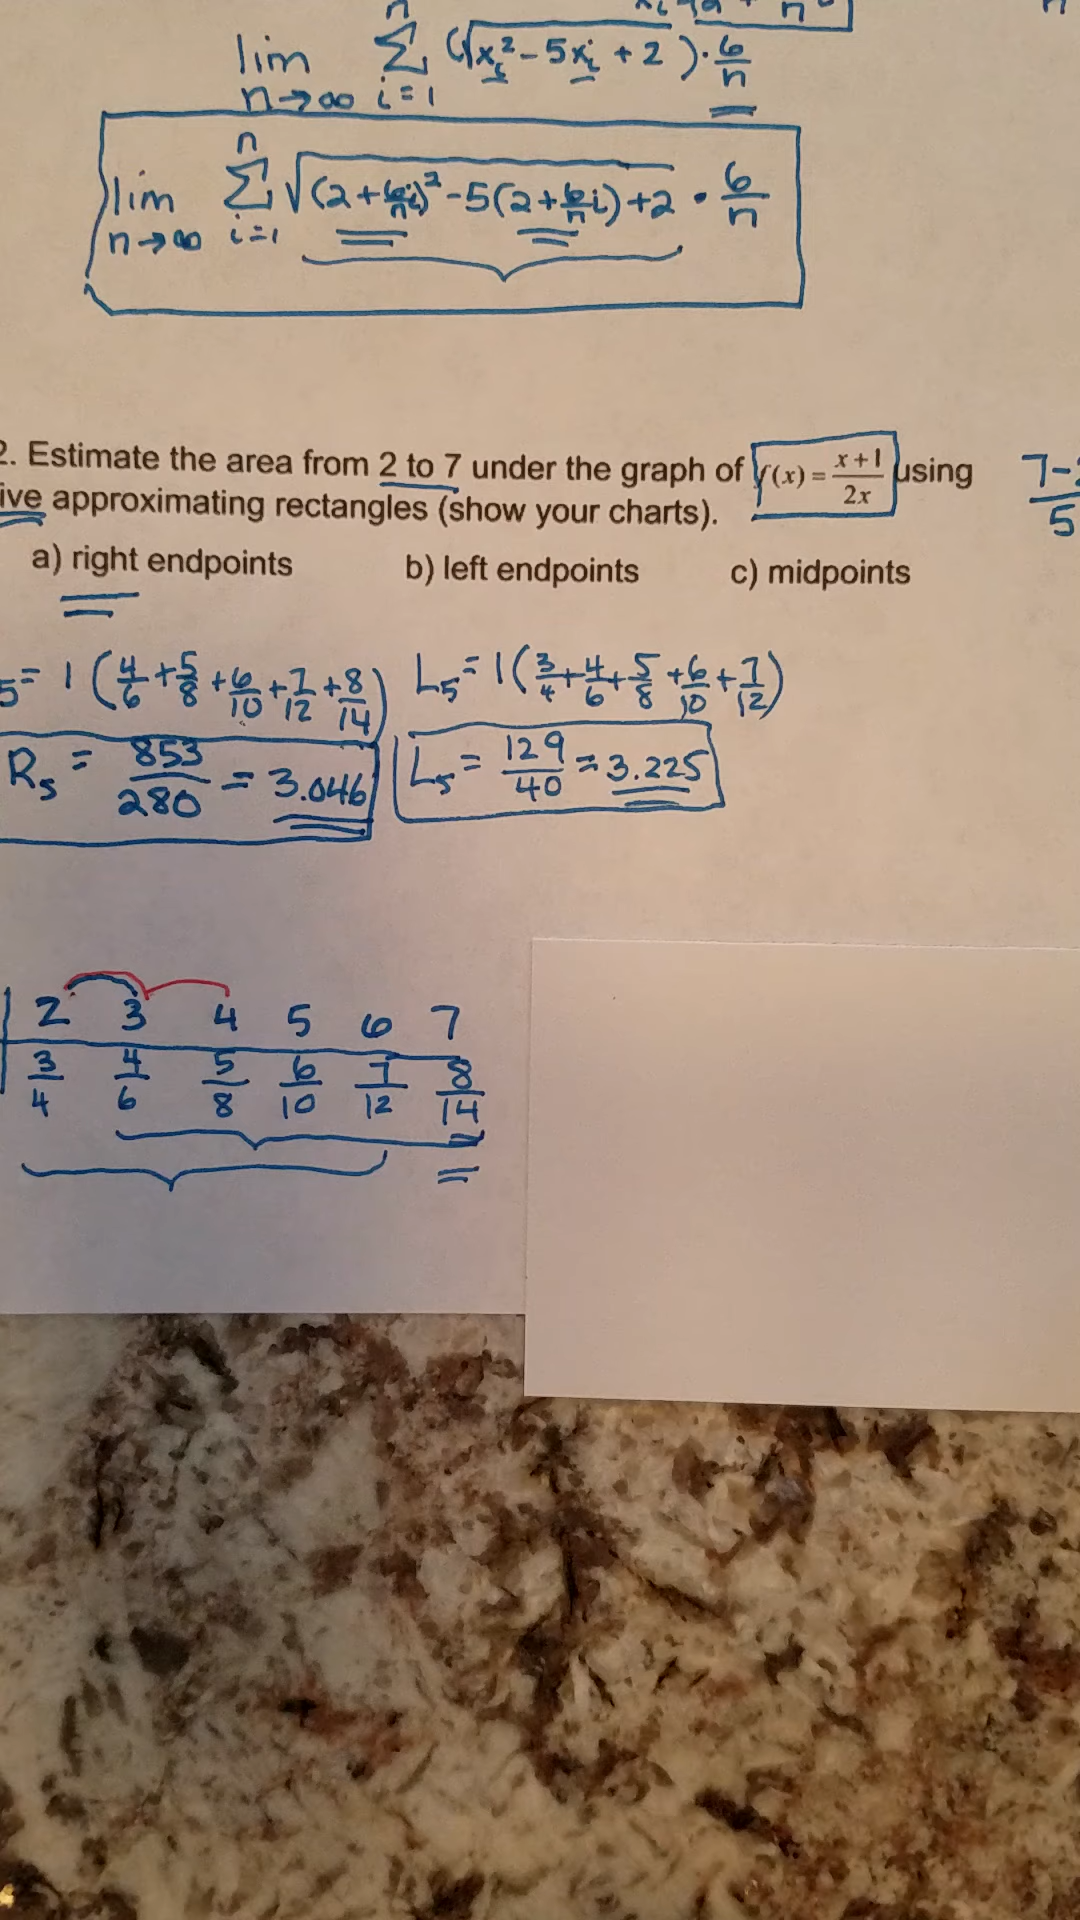 n
lim Σ (√x_i² - 5x_i + 2) · 6/n
n→∞ i=1
n
lim Σ √(2+6/n i)² - 5(2+6/n i) + 2 · 6/n
n→∞ i=1
2. Estimate the area from 2 to 7 under the graph of f(x) = (x+1)/(2x) using
ive approximating rectangles (show your charts).
7-
5
a) right endpoints b) left endpoints c) midpoints
5 = 1 (4/6 + 5/8 + 6/10 + 7/12 + 8/14) L₅ = 1 (3/4 + 4/6 + 5/8 + 6/10 + 7/12)
R₅ = 853/280 = 3.046 L₅ = 129/40 = 3.225
2 3 4 5 6 7
3/4 4/6 5/8 6/10 7/12 8/14